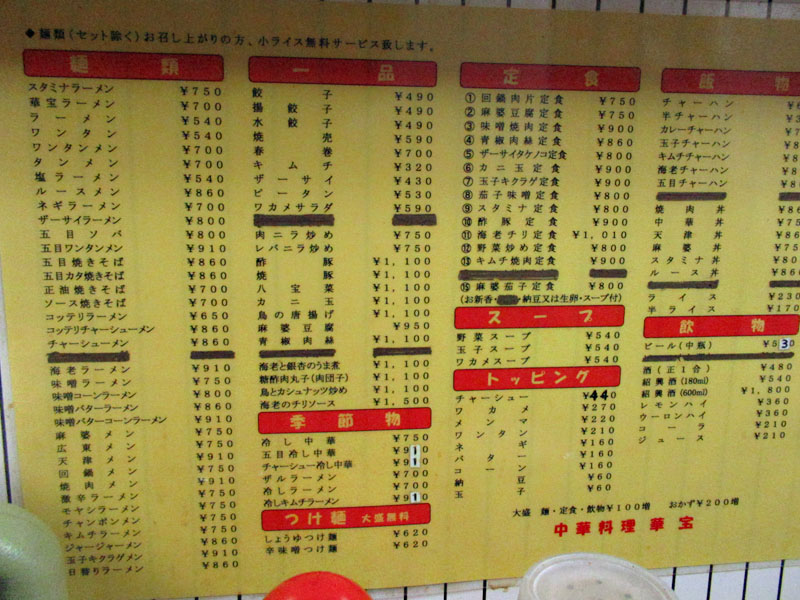 ◆麺類(セット除く)お召し上がりの方、小ライス無料サービス致します。
麺類
スタミナラーメン ¥750
華宝ラーメン ¥700
ラーメン ¥540
ワンタン ¥540
ワンタンメン ¥700
タンメン ¥700
塩ラーメン ¥540
ルースメン ¥860
ネギラーメン ¥700
ザーサイラーメン ¥800
五目ソバ ¥800
五目ワンタンメン ¥910
五目焼きそば ¥860
五目カタ焼きそば ¥860
正油焼きそば ¥700
ソース焼きそば ¥700
コッテリラーメン ¥650
コッテリチャーシューメン ¥860
チャーシューメン ¥860
海老ラーメン ¥910
味噌ラーメン ¥750
味噌コーンラーメン ¥800
味噌バターラーメン ¥860
味噌バターコーンラーメン ¥910
麻婆メン ¥750
広東メン ¥910
天津メン ¥750
回鍋メン ¥750
焼肉メン ¥910
激辛ラーメン ¥750
モヤシラーメン ¥750
チャンポンメン ¥750
キムチラーメン ¥750
ジャージャーメン ¥750
玉子キクラゲメン ¥910
日替りラーメン ¥860
一品
餃子 ¥490
揚餃子 ¥490
水餃子 ¥490
焼売 ¥590
春巻 ¥700
キムチ ¥320
ザーサイ ¥430
ピータン ¥530
ワカメサラダ ¥590
肉ニラ炒め ¥750
レバニラ炒め ¥750
酢豚 ¥1,100
焼豚 ¥1,100
八宝菜 ¥1,100
カニ玉 ¥1,100
鳥の唐揚げ ¥1,100
麻婆豆腐 ¥950
青椒肉絲 ¥1,100
海老と銀杏のうま煮 ¥1,100
糖酢肉丸子(肉団子) ¥1,100
鳥とカシュナッツ炒め ¥1,100
海老のチリソース ¥1,500
季節物
冷し中華 ¥750
五目冷し中華 ¥910
チャーシュー冷し中華 ¥910
ザルラーメン ¥700
冷しラーメン ¥700
冷しキムチラーメン ¥910
つけ麺 大盛無料
しょうゆつけ麺 ¥620
辛味噌つけ麺 ¥620
定食
①回鍋肉片定食 ¥750
②麻婆豆腐定食 ¥800
③味噌焼肉定食 ¥900
④青椒肉絲定食 ¥860
⑤ザーサイタケノコ定食 ¥800
⑥カニ玉定食 ¥900
⑦玉子キクラゲ定食 ¥900
⑧茄子味噌定食 ¥800
⑨スタミナ定食 ¥800
⑩酢豚定食 ¥900
⑪海老チリ定食 ¥1,010
⑫野菜炒め定食 ¥800
⑬キムチ焼肉定食 ¥900
⑮麻婆茄子定食 ¥800
(お新香・納豆又は生卵・スープ付)
スープ
野菜スープ ¥540
玉子スープ ¥540
ワカメスープ ¥540
トッピング
チャーシュー ¥440
ワカメ ¥270
メンマ ¥220
ワンタン ¥210
ネギ ¥160
バター ¥160
コーン ¥160
納豆 ¥60
玉子 ¥60
飯物
チャーハン
半チャーハン
カレーチャーハン
玉子チャーハン
キムチチャーハン
海老チャーハン
五目チャーハン
焼肉丼
中華丼
天津丼
麻婆丼
スタミナ丼
ルース丼
ライス ¥230
半ライス ¥170
飲物
ビール(中瓶) ¥530
酒(正1合) ¥480
紹興酒(180ml) ¥540
紹興酒(600ml) ¥1,800
レモンハイ ¥360
ウーロンハイ ¥360
コーラ ¥210
ジュース ¥210
大盛 麺・定食・飲物¥100増 おかず¥200増
中華料理 華宝